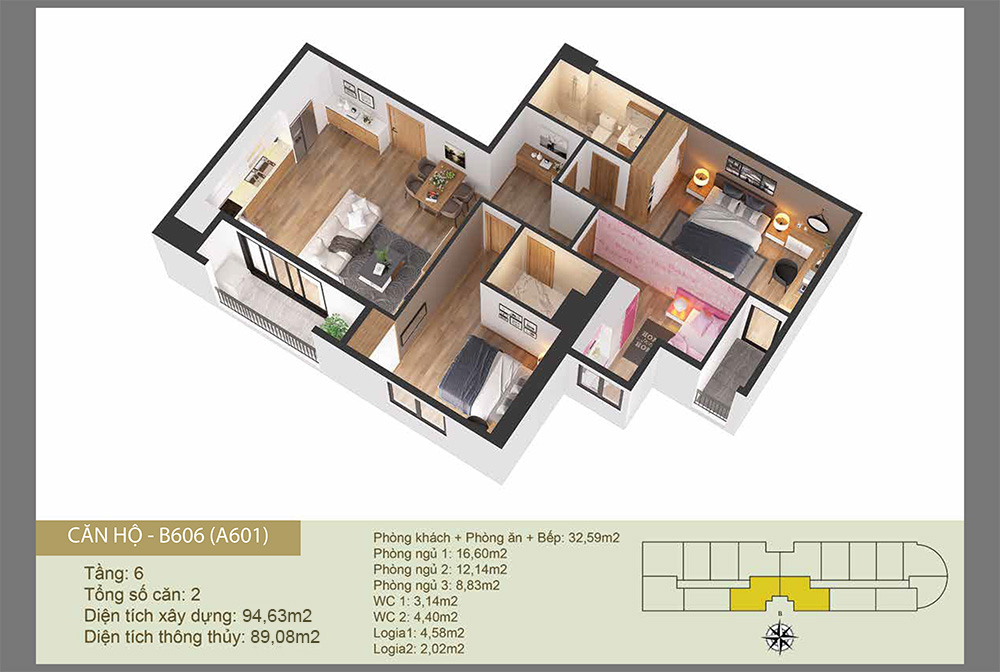 CĂN HỘ - B606 (A601)
Tầng: 6
Tổng số căn: 2
Diện tích xây dựng: 94,63m2
Diện tích thông thủy: 89,08m2
Phòng khách + Phòng ăn + Bếp: 32,59m2
Phòng ngủ 1: 16,60m2
Phòng ngủ 2: 12,14m2
Phòng ngủ 3: 8,83m2
WC 1: 3,14m2
WC 2: 4,40m2
Logia1: 4,58m2
Logia2: 2,02m2
B